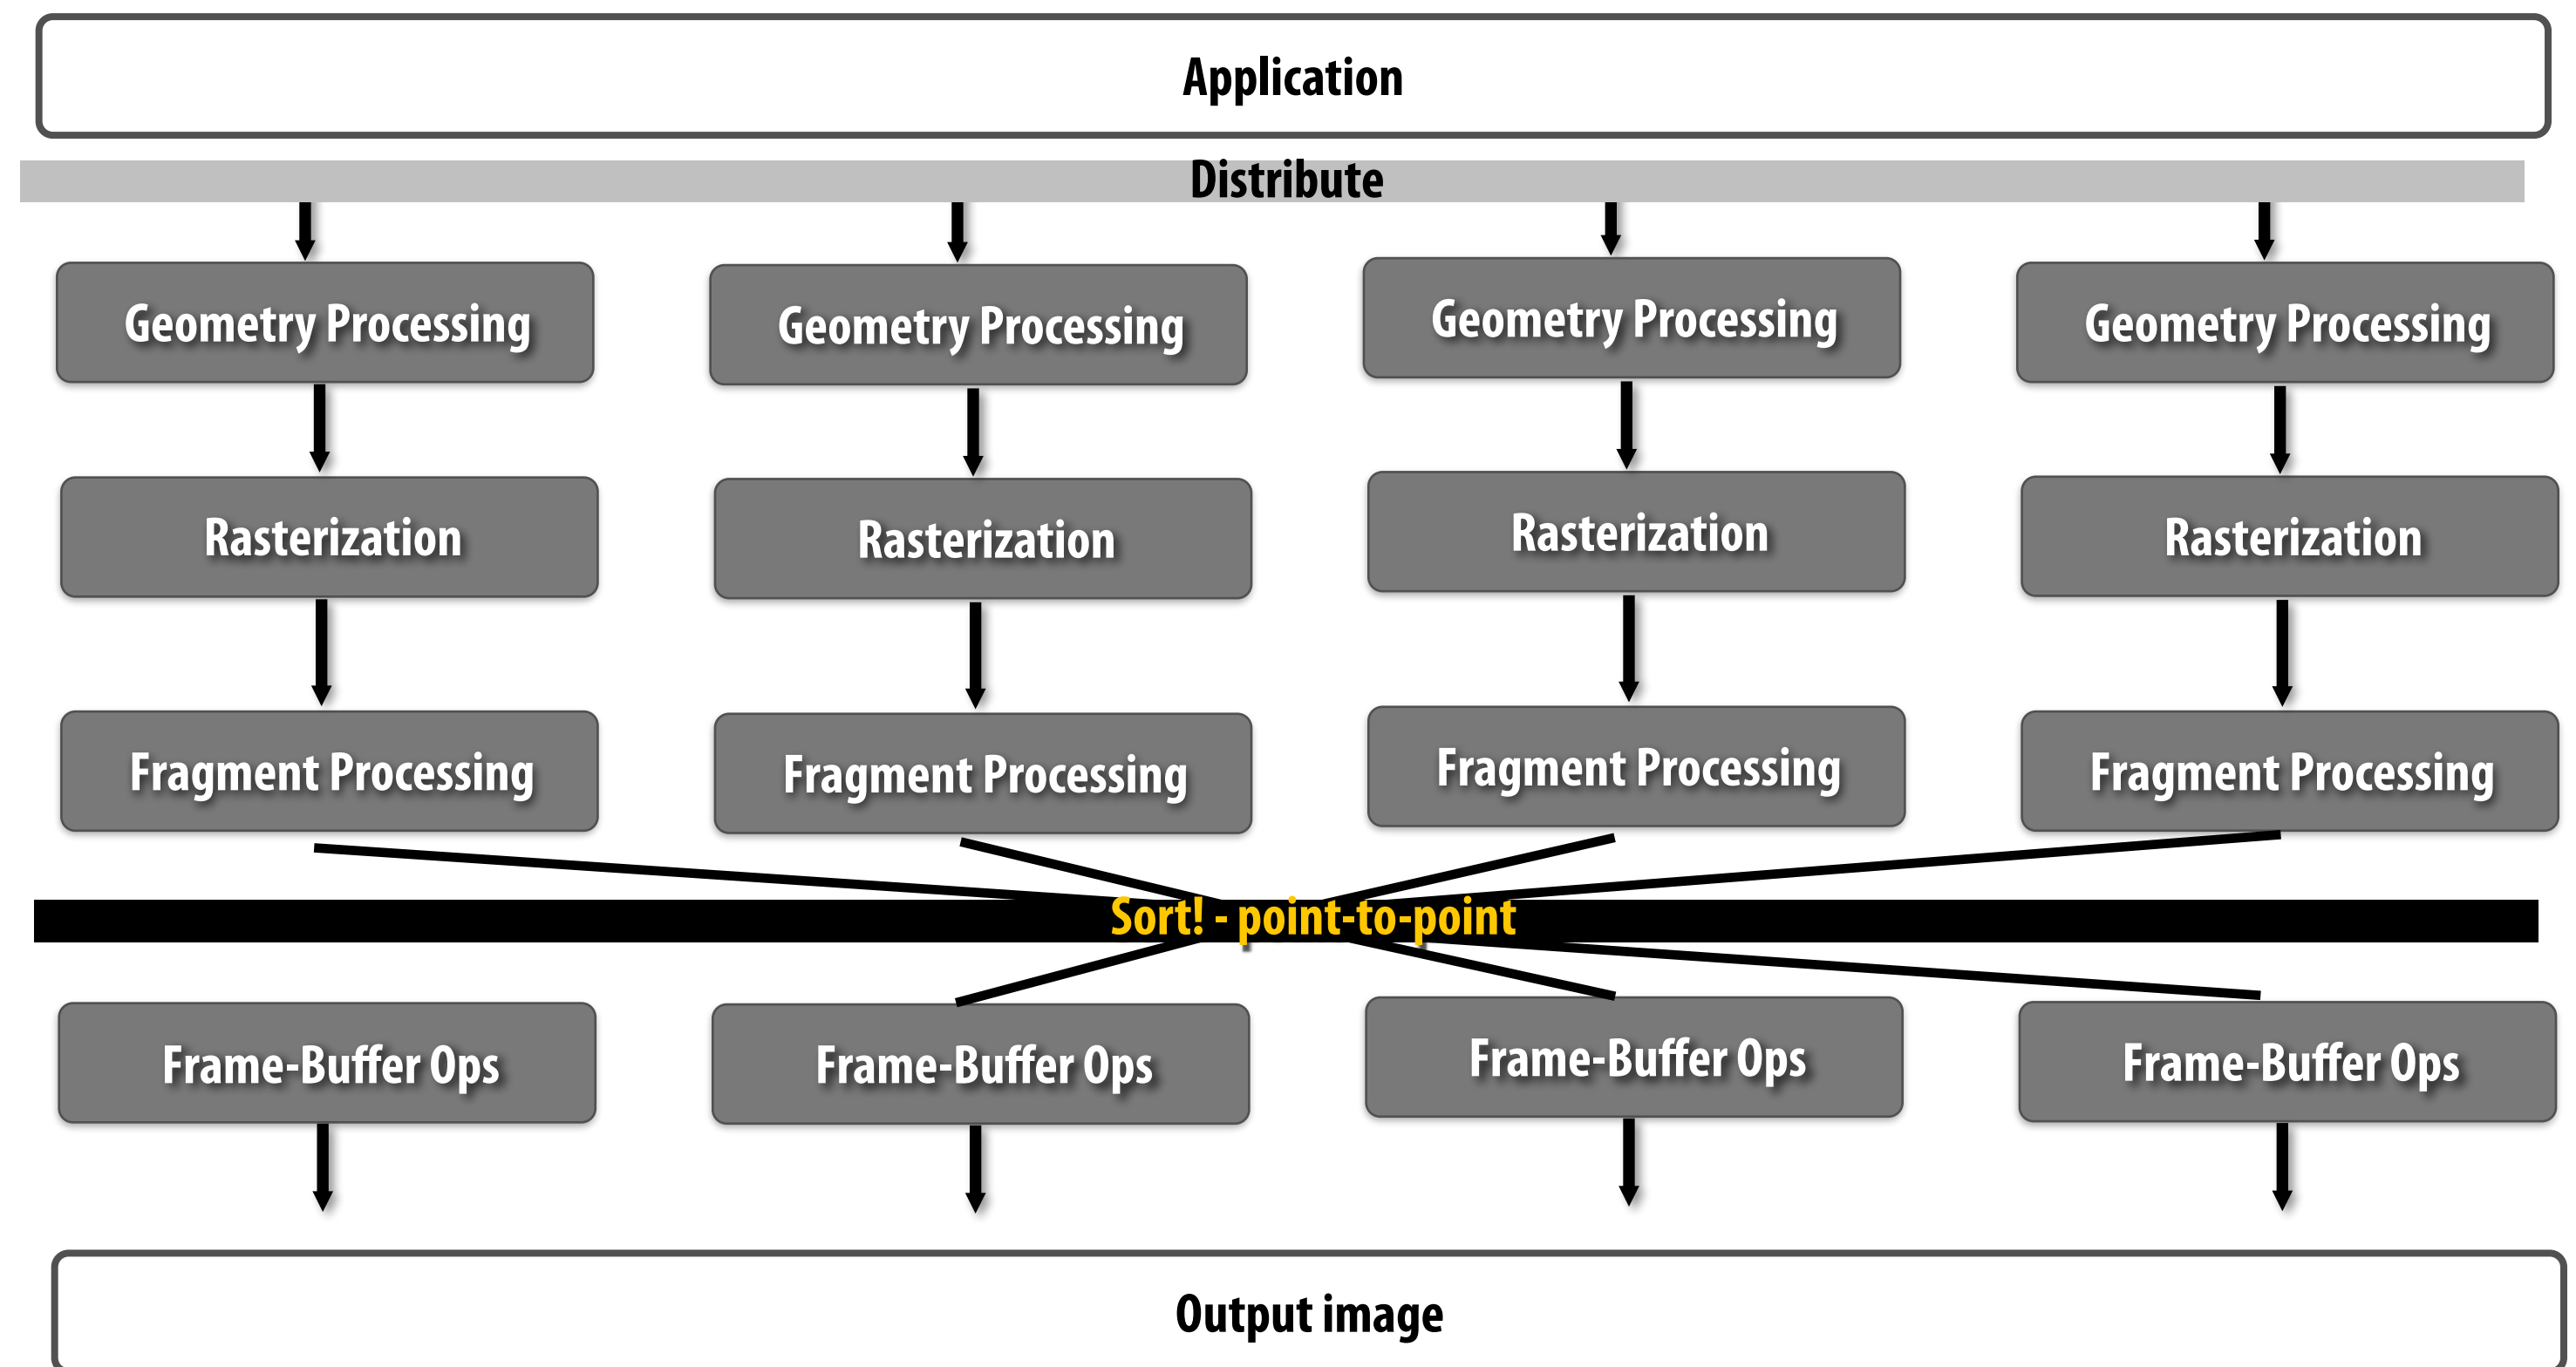 Application
Distribute
Geometry Processing
Geometry Processing
Geometry Processing
Geometry Processing
Rasterization
Rasterization
Rasterization
Rasterization
Fragment Processing
Fragment Processing
Fragment Processing
Fragment Processing
Sort! - point-to-point
Frame-Buffer Ops
Frame-Buffer Ops
Frame-Buffer Ops
Frame-Buffer Ops
Output image